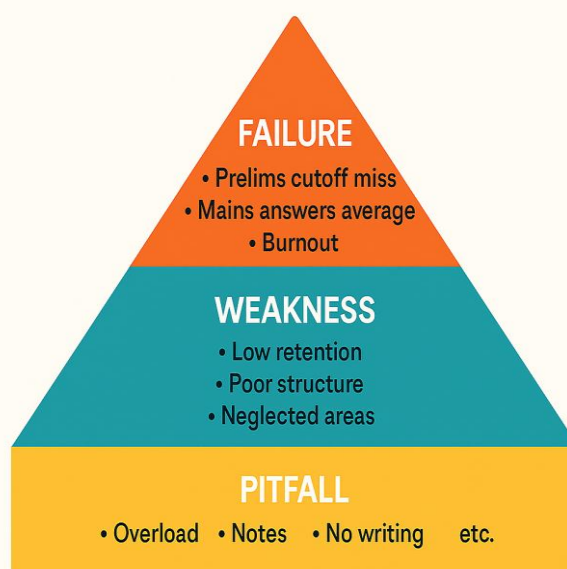 FAILURE
• Prelims cutoff miss
• Mains answers average
• Burnout
WEAKNESS
• Low retention
• Poor structure
• Neglected areas
PITFALL
• Overload • Notes • No writing etc.